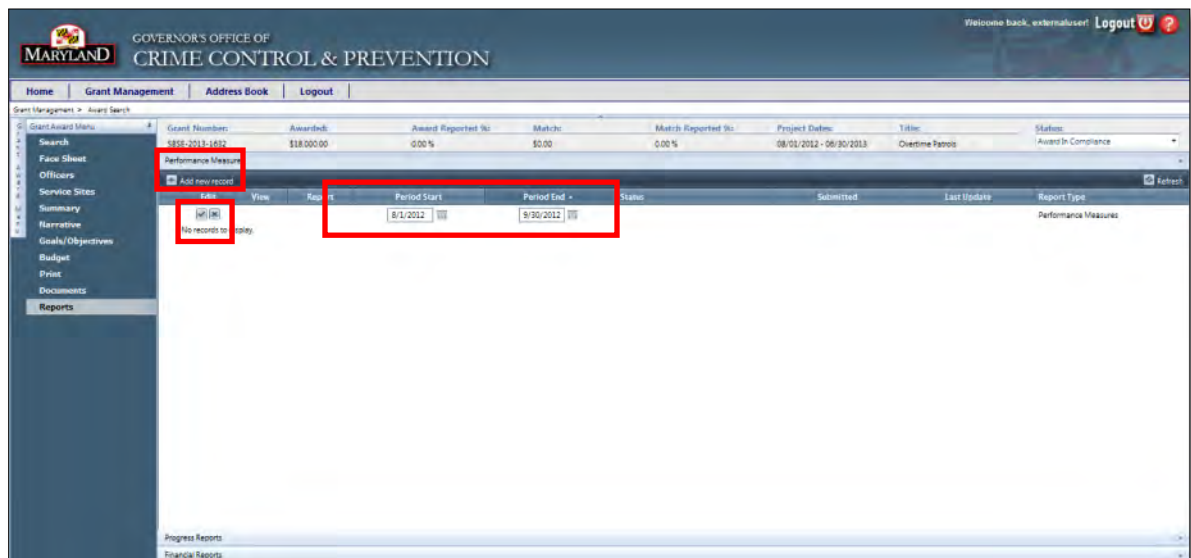 Welcome back, externaluser! Logout
MARYLAND
GOVERNOR'S OFFICE OF
CRIME CONTROL & PREVENTION
Home Grant Management Address Book Logout
Grant Management > Award Search
Grant Award Menu
Search
Face Sheet
Officers
Service Sites
Summary
Narrative
Goals/Objectives
Budget
Print
Documents
Reports
Grant Number: Awarded: Award Reported %: Match: Match Reported %: Project Dates: Title: Status:
SBSE-2013-1632 $18,000.00 0.00 % $0.00 0.00 % 08/01/2012 - 06/30/2013 Overtime Patrols Award In Compliance
Performance Measure
Add new record Refresh
Edit View Report Period Start Period End Status Submitted Last Update Report Type
8/1/2012 9/30/2012 Performance Measures
No records to display.
Progress Reports
Financial Reports